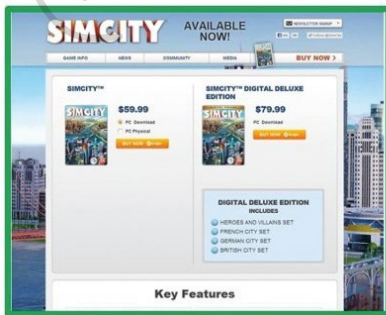 SIMCITY
AVAILABLE
NOW!
NEWSLETTER SIGNUP
GAME INFO
NEWS
COMMUNITY
MEDIA
BUY NOW >
SIMCITY™
$59.99
PC Download
PC Physical
BUY NOW
SIMCITY™ DIGITAL DELUXE
EDITION
$79.99
PC Download
BUY NOW
SIMCITY
SIMCITY
DIGITAL DELUXE EDITION
INCLUDES
HEROES AND VILLAINS SET
FRENCH CITY SET
GERMAN CITY SET
BRITISH CITY SET
Key Features